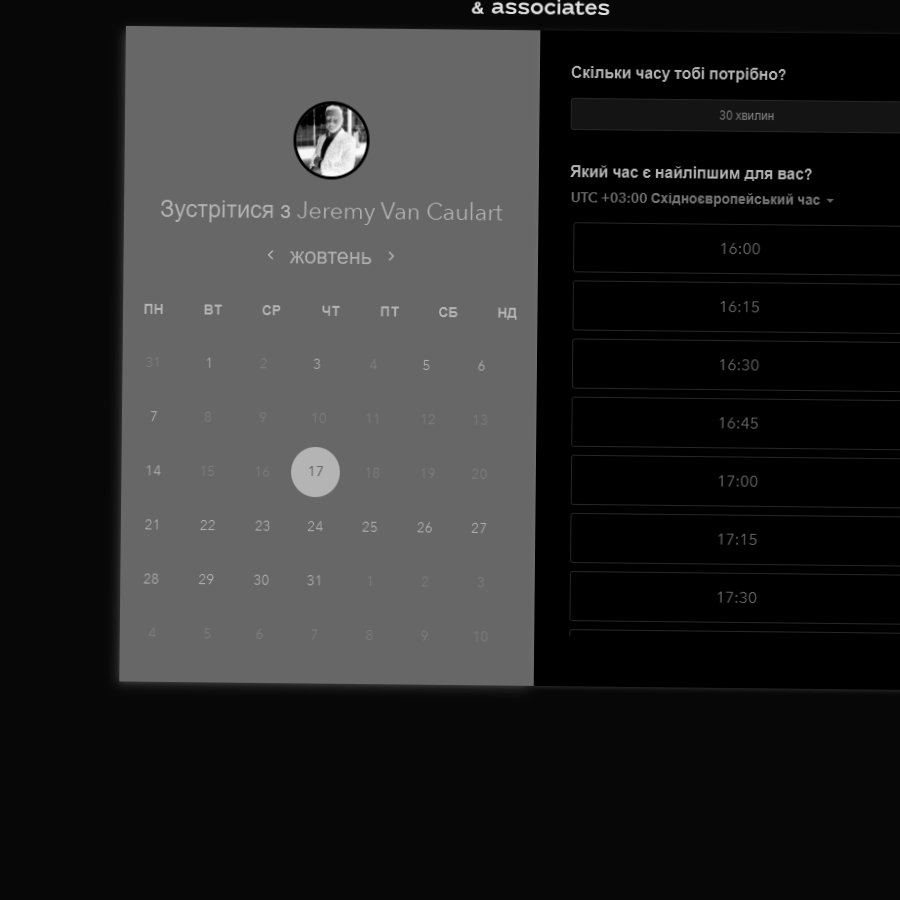 & associates
Зустрітися з Jeremy Van Caulart
жовтень
ПН ВТ СР ЧТ ПТ СБ НД
31 1 2 3 4 5 6
7 8 9 10 11 12 13
14 15 16 17 18 19 20
21 22 23 24 25 26 27
28 29 30 31 1 2 3
4 5 6 7 8 9 10
Скільки часу тобі потрібно?
30 хвилин
Який час є найліпшим для вас?
UTC +03:00 Східноєвропейський час
16:00
16:15
16:30
16:45
17:00
17:15
17:30